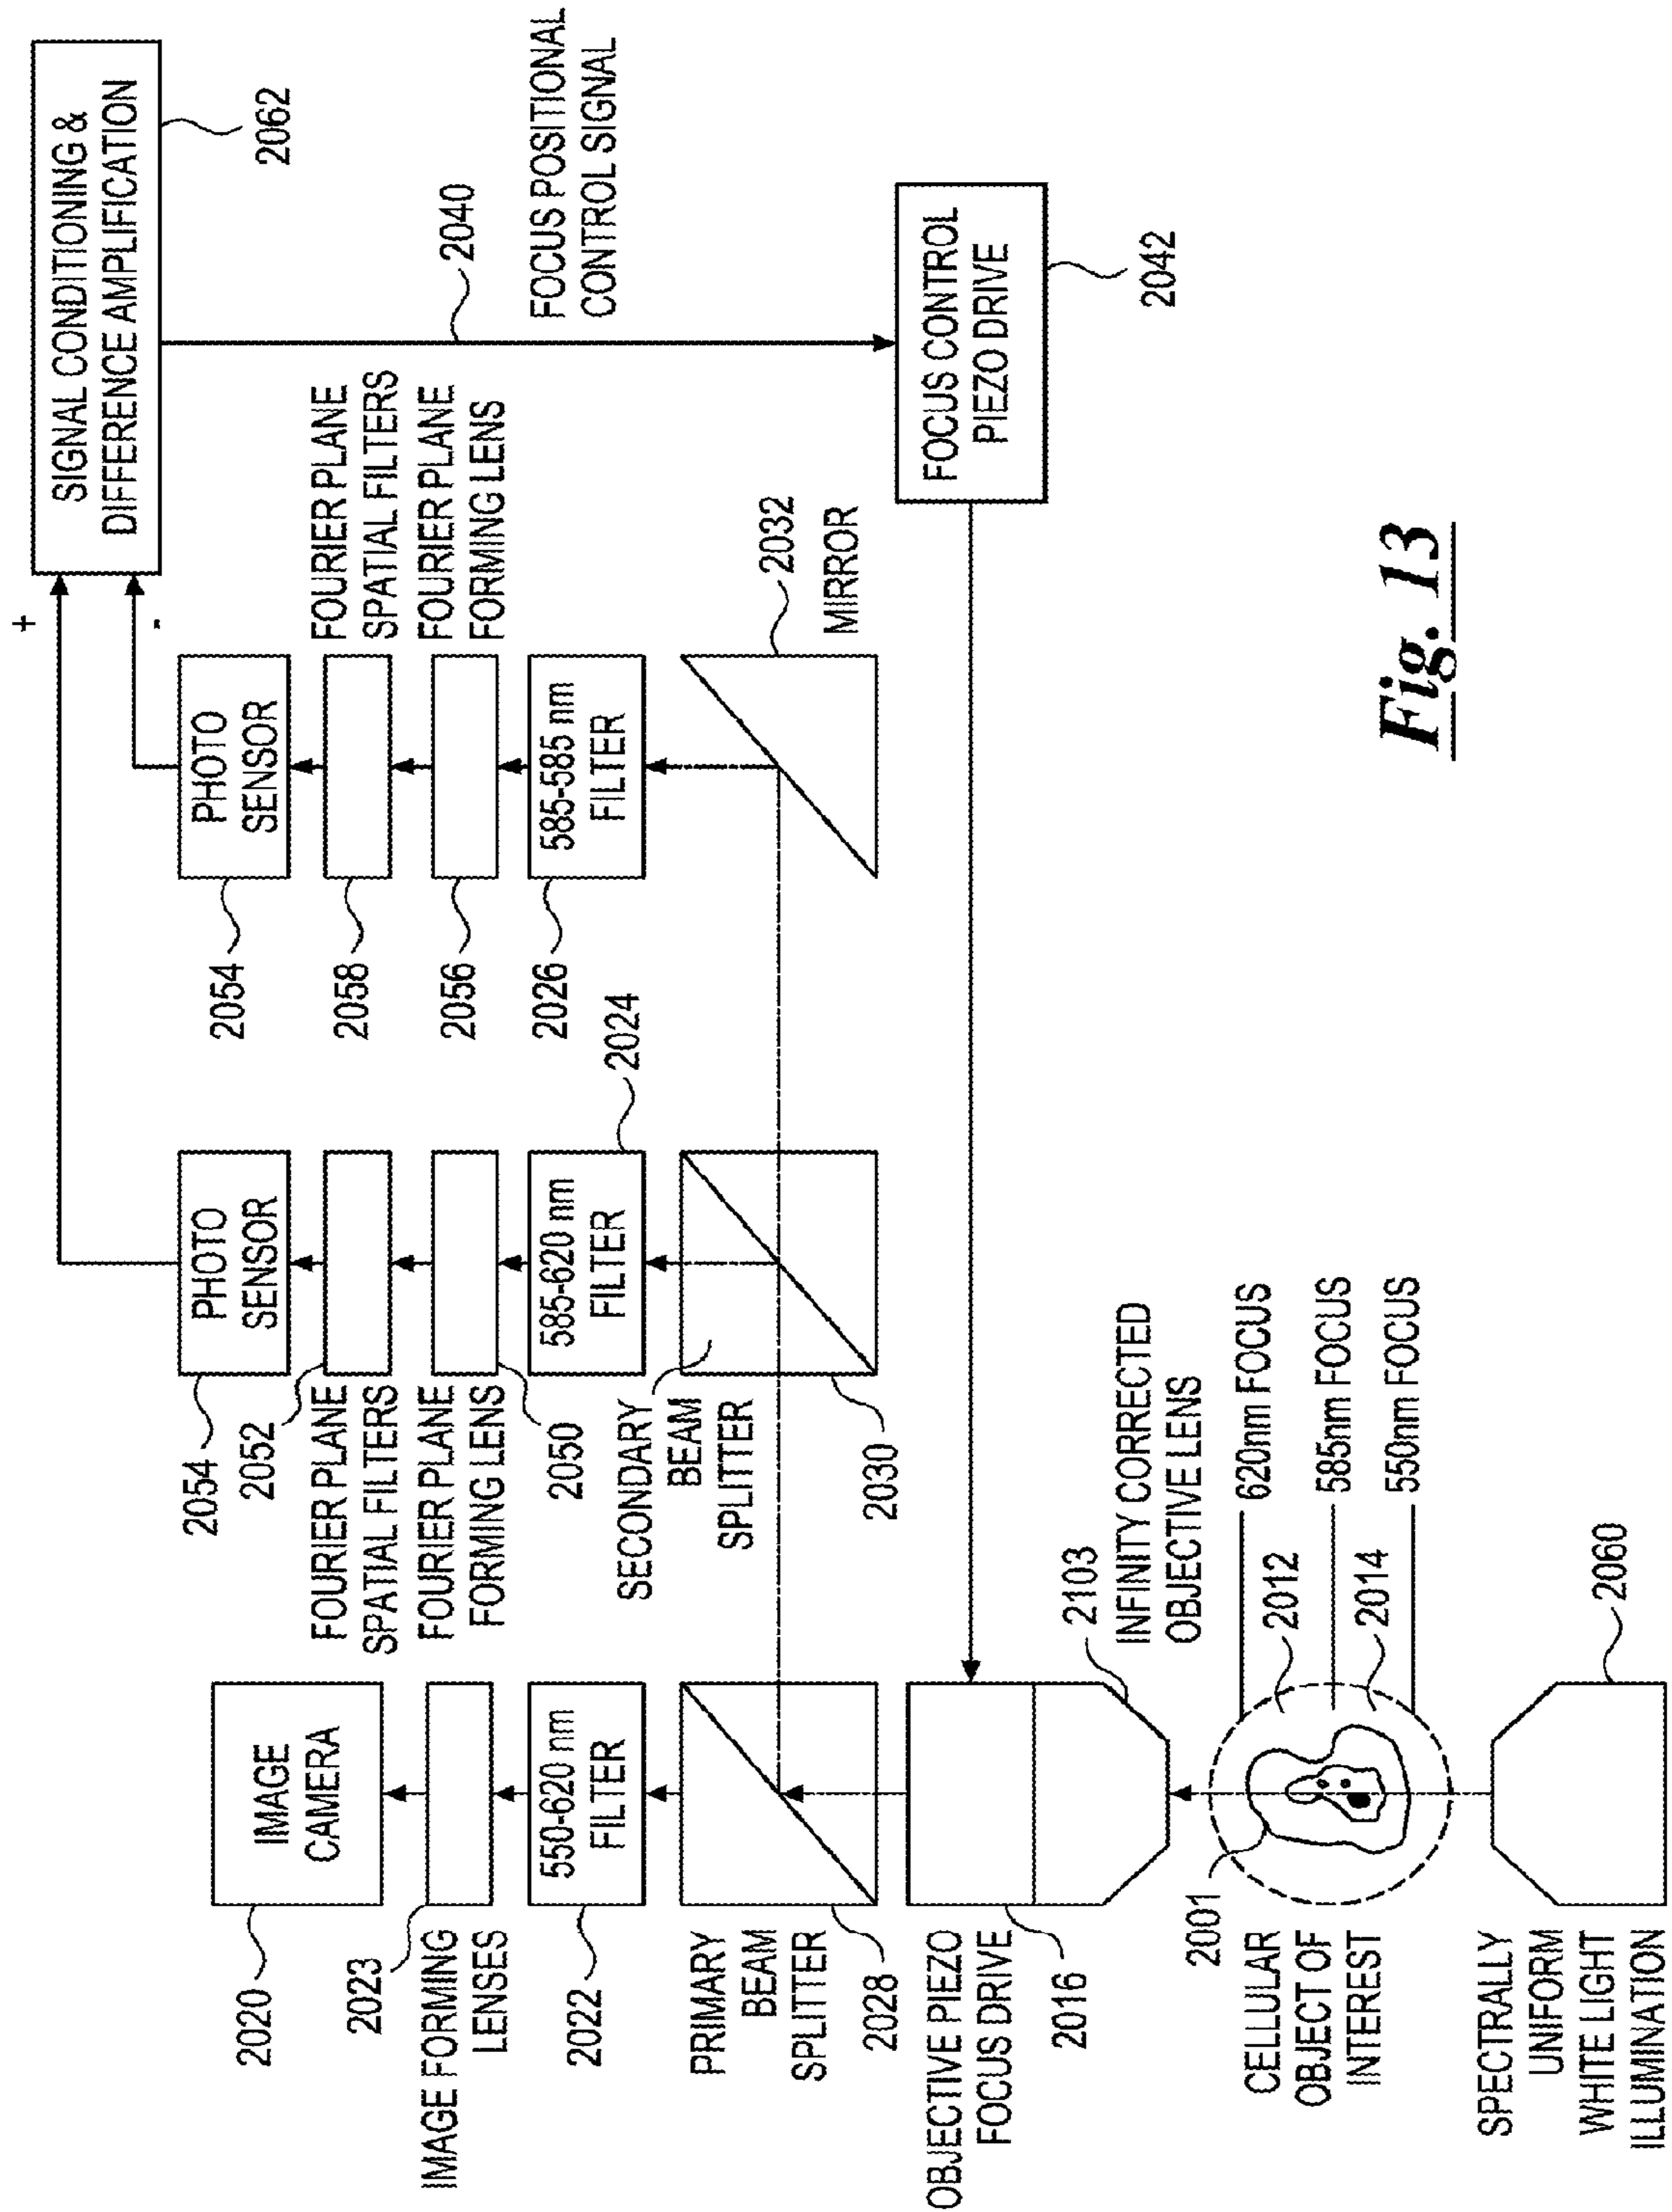 SIGNAL CONDITIONING &
DIFFERENCE AMPLIFICATION
2062
+
-
2040
FOCUS POSITIONAL
CONTROL SIGNAL
FOCUS CONTROL
PIEZO DRIVE
2042
PHOTO
SENSOR
2054
FOURIER PLANE
SPATIAL FILTERS
2058
FOURIER PLANE
FORMING LENS
2056
585-585 nm
FILTER
2026
2032
MIRROR
PHOTO
SENSOR
2054
2052
FOURIER PLANE
SPATIAL FILTERS
FOURIER PLANE
FORMING LENS
2050
585-620 nm
FILTER
2024
SECONDARY
BEAM
SPLITTER
2030
IMAGE
CAMERA
2020
2023
IMAGE FORMING
LENSES
550-620 nm
FILTER
2022
PRIMARY
BEAM
SPLITTER
2028
OBJECTIVE PIEZO
FOCUS DRIVE
2016
2103
INFINITY CORRECTED
OBJECTIVE LENS
620nm FOCUS
2012
585nm FOCUS
2014
550nm FOCUS
2001
CELLULAR
OBJECT OF
INTEREST
2060
SPECTRALLY
UNIFORM
WHITE LIGHT
ILLUMINATION
Fig. 13